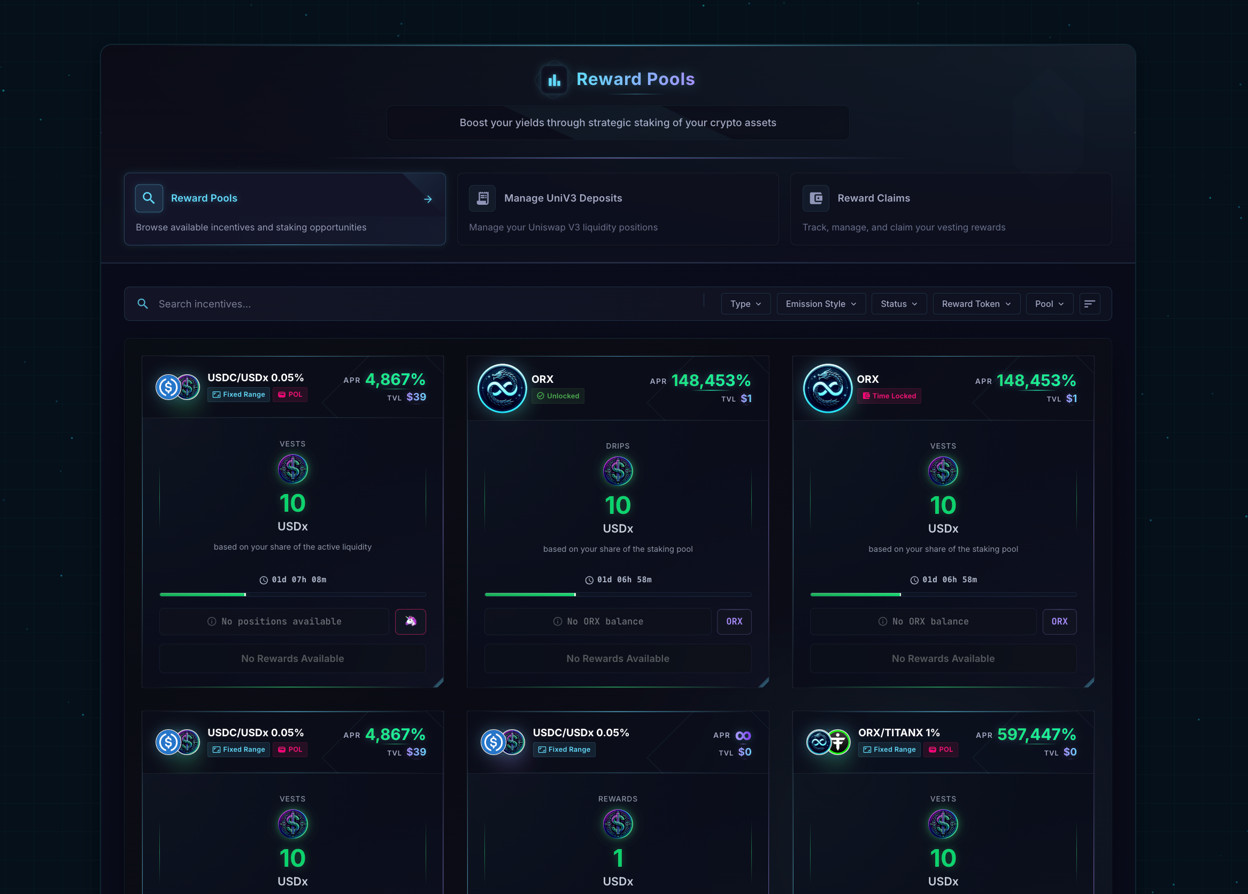 Reward Pools
Boost your yields through strategic staking of your crypto assets
Reward Pools
Browse available incentives and staking opportunities
Manage UniV3 Deposits
Manage your Uniswap V3 liquidity positions
Reward Claims
Track, manage, and claim your vesting rewards
Search incentives...
Type
Emission Style
Status
Reward Token
Pool
USDC/USDx 0.05%
Fixed Range
POL
APR 4,867%
TVL $39
VESTS
10
USDx
based on your share of the active liquidity
01d 07h 08m
No positions available
No Rewards Available
ORX
Unlocked
APR 148,453%
TVL $1
DRIPS
10
USDx
based on your share of the staking pool
01d 06h 58m
No ORX balance
ORX
No Rewards Available
ORX
Time Locked
APR 148,453%
TVL $1
VESTS
10
USDx
based on your share of the staking pool
01d 06h 58m
No ORX balance
ORX
No Rewards Available
USDC/USDx 0.05%
Fixed Range
POL
APR 4,867%
TVL $39
VESTS
10
USDx
USDC/USDx 0.05%
Fixed Range
APR ∞
TVL $0
REWARDS
1
USDx
ORX/TITANX 1%
Fixed Range
POL
APR 597,447%
TVL $0
VESTS
10
USDx